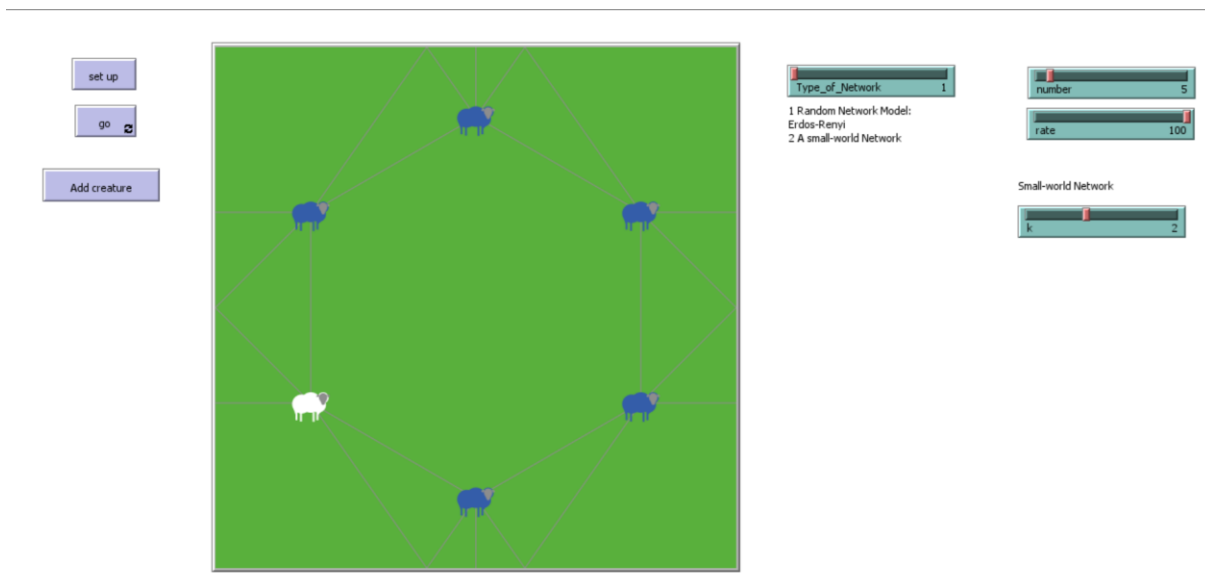 set up
go
Add creature
Type_of_Network 1
1 Random Network Model:
Erdos-Renyi
2 A small-world Network
number 5
rate 100
Small-world Network
k 2